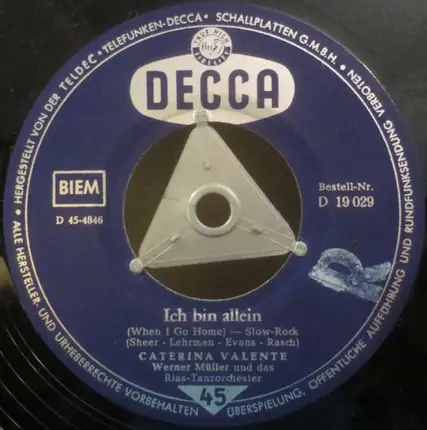 HERGESTELLT VON DER TELDEC • TELEFUNKEN-DECCA • SCHALLPLATTEN G.M.B.H. •
ALLE HERSTELLER- UND URHEBERRECHTE VORBEHALTEN
ÜBERSPIELUNG, ÖFFENTLICHE AUFFÜHRUNG UND RUNDFUNKSENDUNG VERBOTEN
DECCA
BIEM
D 45-4846
Bestell-Nr.
D 19 029
Ich bin allein
(When I Go Home) — Slow-Rock
(Sheer - Lehrman - Evans - Rasch)
CATERINA VALENTE
Werner Müller und das
Rias-Tanzorchester
45